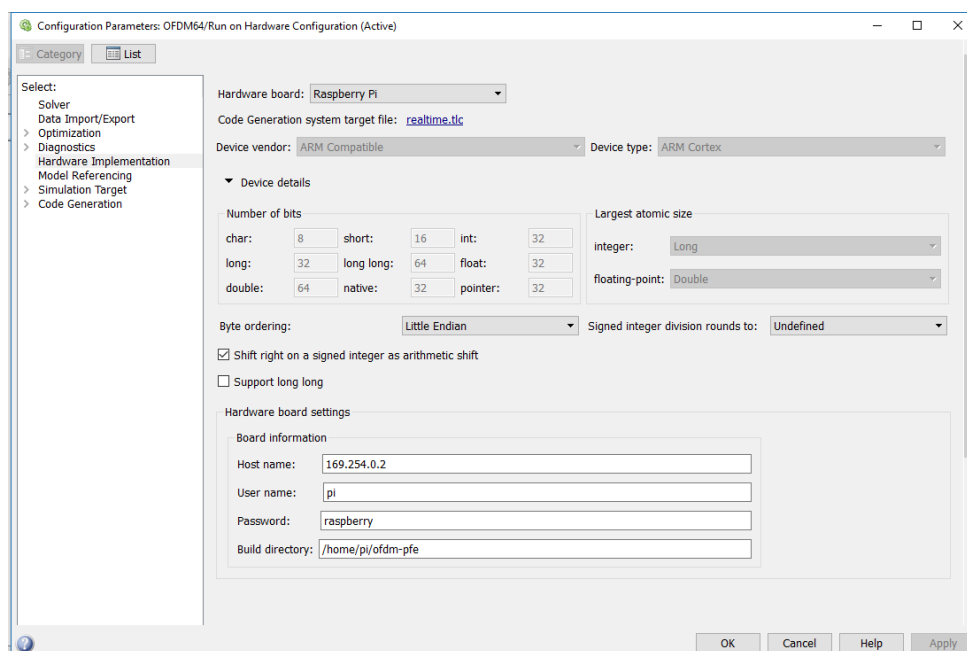 Configuration Parameters: OFDM64/Run on Hardware Configuration (Active)
Category List
Select:
Solver
Data Import/Export
Optimization
Diagnostics
Hardware Implementation
Model Referencing
Simulation Target
Code Generation
Hardware board: Raspberry Pi
Code Generation system target file: realtime.tlc
Device vendor: ARM Compatible Device type: ARM Cortex
Device details
Number of bits
char: 8 short: 16 int: 32
long: 32 long long: 64 float: 32
double: 64 native: 32 pointer: 32
Largest atomic size
integer: Long
floating-point: Double
Byte ordering: Little Endian Signed integer division rounds to: Undefined
Shift right on a signed integer as arithmetic shift
Support long long
Hardware board settings
Board information
Host name: 169.254.0.2
User name: pi
Password: raspberry
Build directory: /home/pi/ofdm-pfe
OK Cancel Help Apply